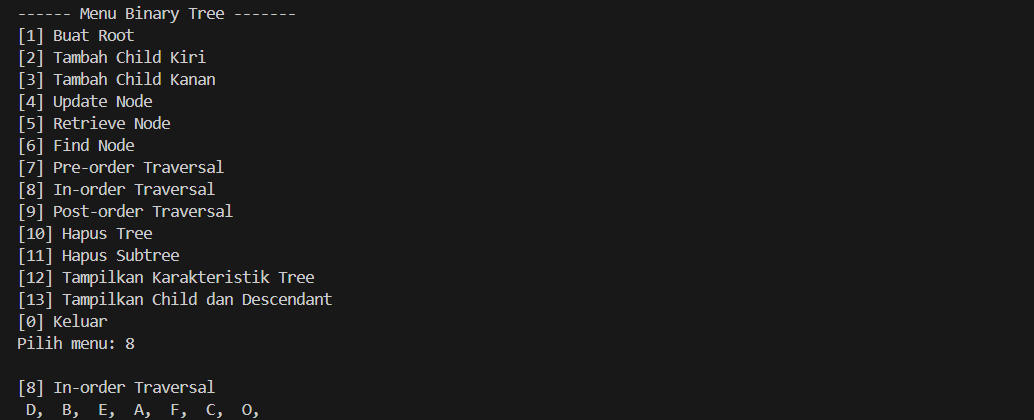 ------ Menu Binary Tree -------
[1] Buat Root
[2] Tambah Child Kiri
[3] Tambah Child Kanan
[4] Update Node
[5] Retrieve Node
[6] Find Node
[7] Pre-order Traversal
[8] In-order Traversal
[9] Post-order Traversal
[10] Hapus Tree
[11] Hapus Subtree
[12] Tampilkan Karakteristik Tree
[13] Tampilkan Child dan Descendant
[0] Keluar
Pilih menu: 8
[8] In-order Traversal
D,  B,  E,  A,  F,  C,  O,